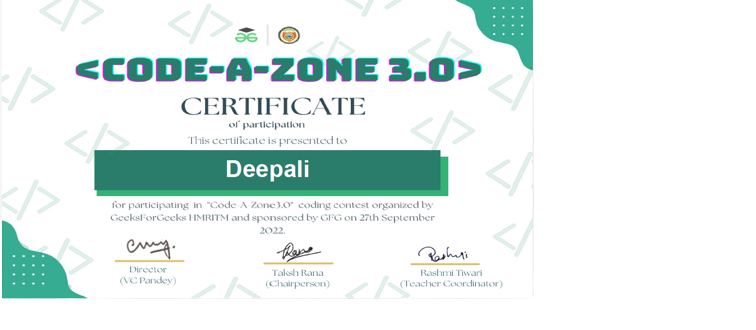 <CODE-A-ZONE 3.0>
CERTIFICATE
of participation
This certificate is presented to
Deepali
for participating in "Code-A-Zone3.0" coding contest organized by
GeeksForGeeks HMRITM and sponsored by GFG on 27th September
2022.
Rana
Rashmi
Director
(VC Pandey)
Taksh Rana
(Chairperson)
Rashmi Tiwari
(Teacher Coordinator)